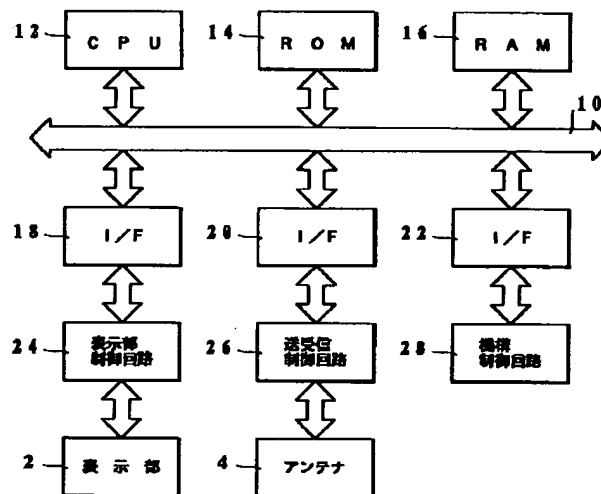 12 CPU 14 ROM 16 RAM
10
18 I/F 20 I/F 22 I/F
24 表示部
制御回路
26 送受信
制御回路
28 機構
制御回路
2 表示部 4 アンテナ